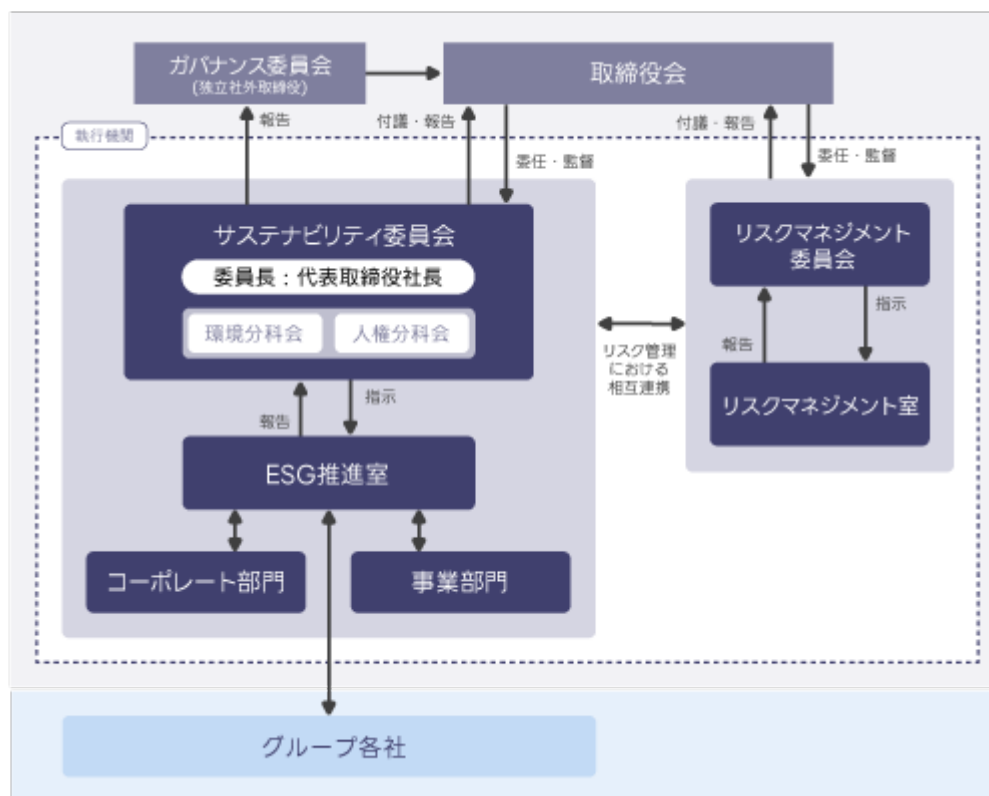 ガバナンス委員会
(独立社外取締役)
取締役会
報告
付議・報告
委任・監督
付議・報告
委任・監督
執行機関
サステナビリティ委員会
委員長：代表取締役社長
環境分科会
人権分科会
リスクマネジメント
委員会
リスク管理
における
相互連携
報告
指示
リスクマネジメント室
報告
指示
ESG推進室
コーポレート部門
事業部門
グループ各社